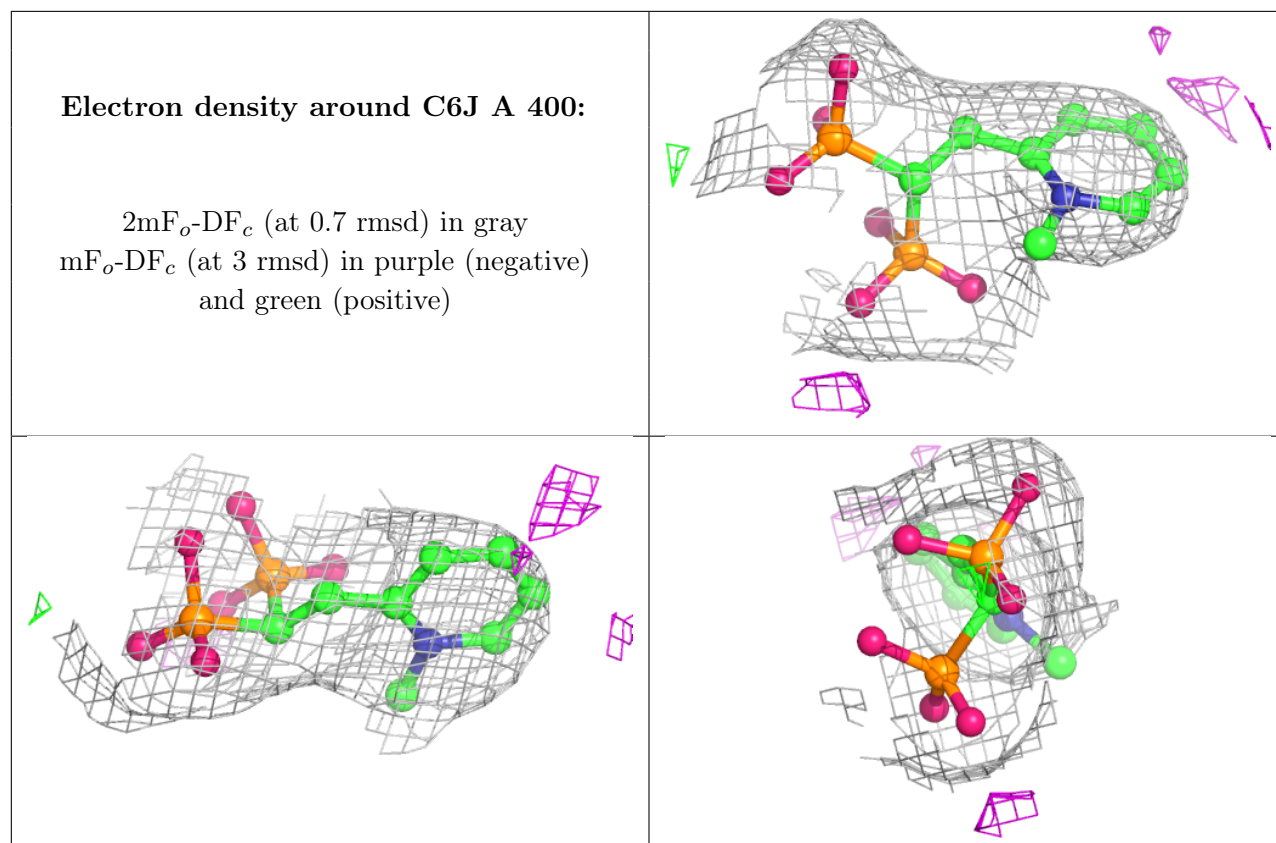 Electron density around C6J A 400:
2mFo-DFc (at 0.7 rmsd) in gray
mFo-DFc (at 3 rmsd) in purple (negative)
and green (positive)